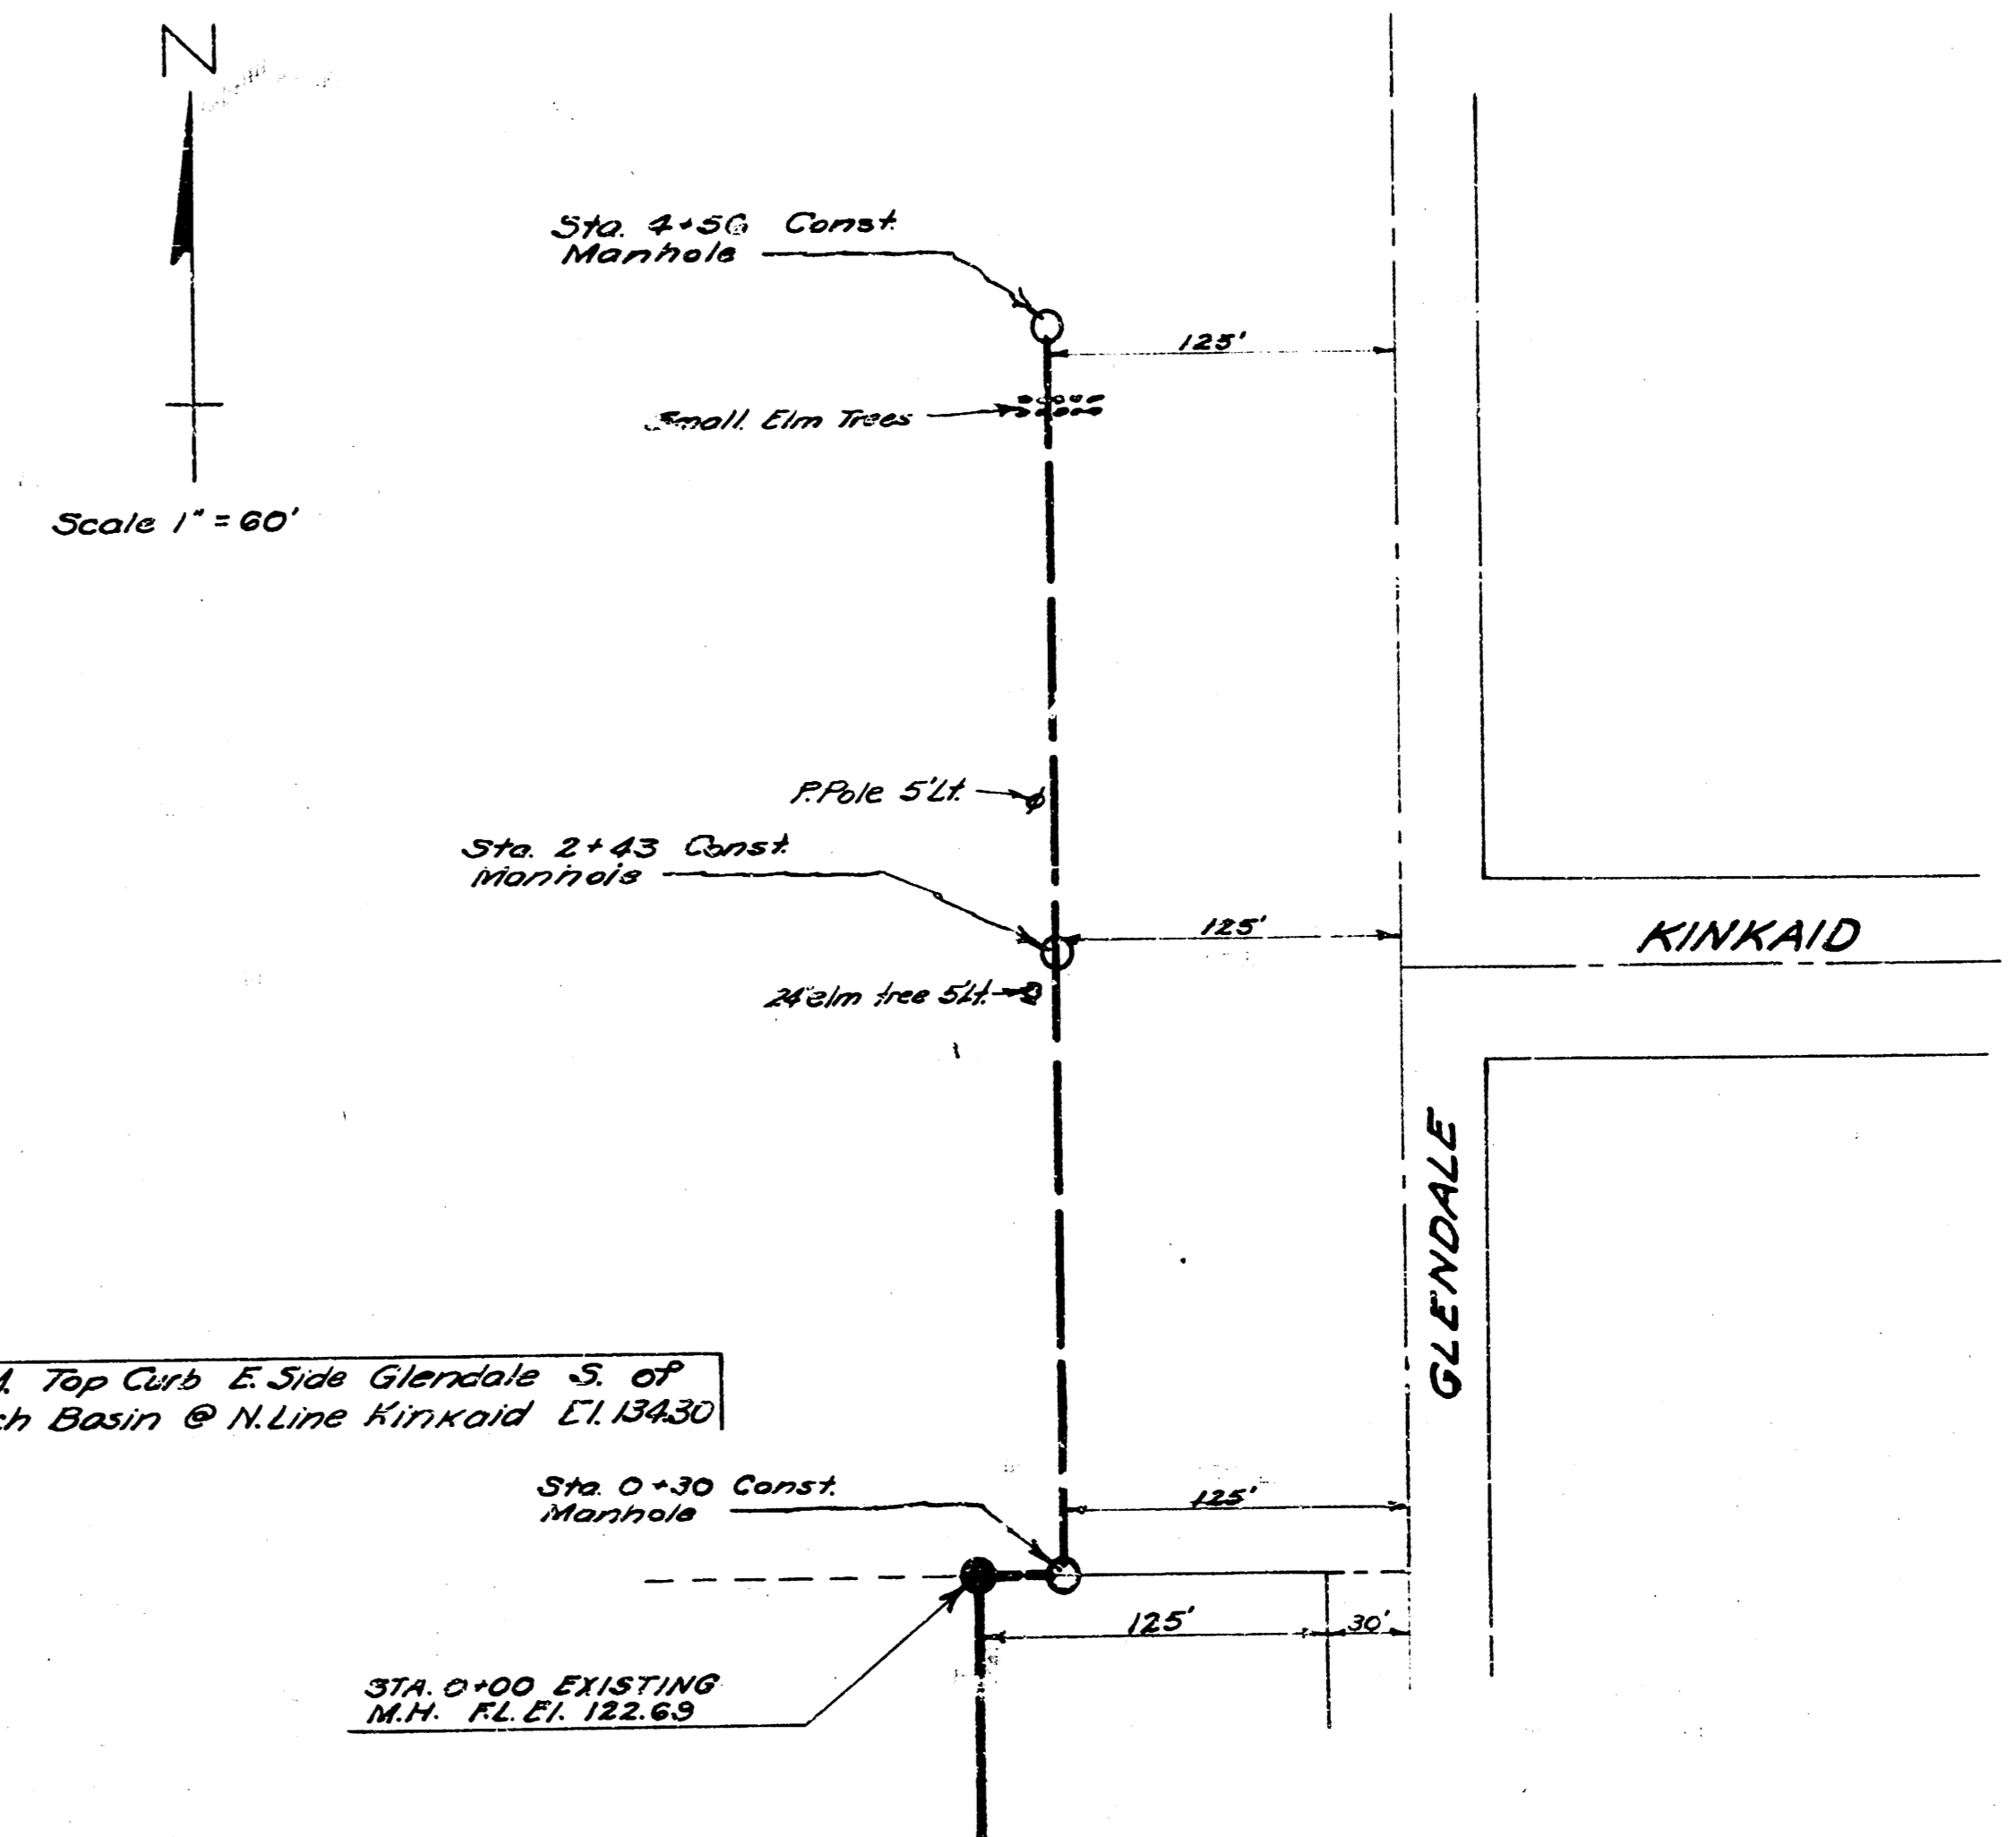 N
Sta. 4+56 Const.
Manhole
125'
Small Elm Trees
Scale 1" = 60'
P.Pole 5'Lt.
Sta. 2+43 Const.
Manhole
125'
KINKAID
24"elm tree 5'Lt.
GLENDALE
Top Curb E. Side Glendale S. of
Basin @ N. Line Kinkaid El. 134.30
Sta. 0+30 Const.
Manhole
125'
125'
30'
STA. 0+00 EXISTING
M.H. F.L. El. 122.69